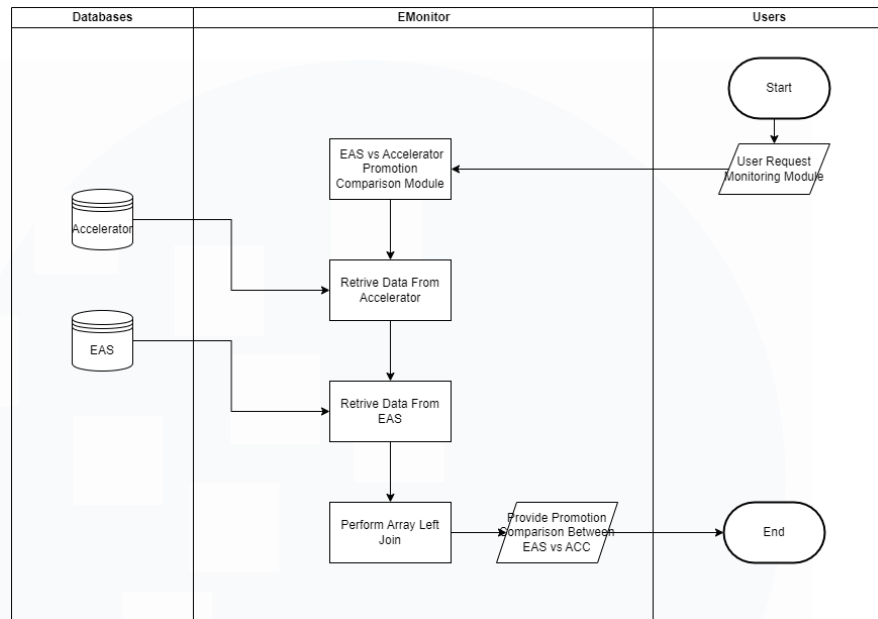 Databases
EMonitor
Users
Start
User Request
Monitoring Module
EAS vs Accelerator
Promotion
Comparison Module
Accelerator
Retrive Data From
Accelerator
EAS
Retrive Data From
EAS
Perform Array Left
Join
Provide Promotion
Comparison Between
EAS vs ACC
End